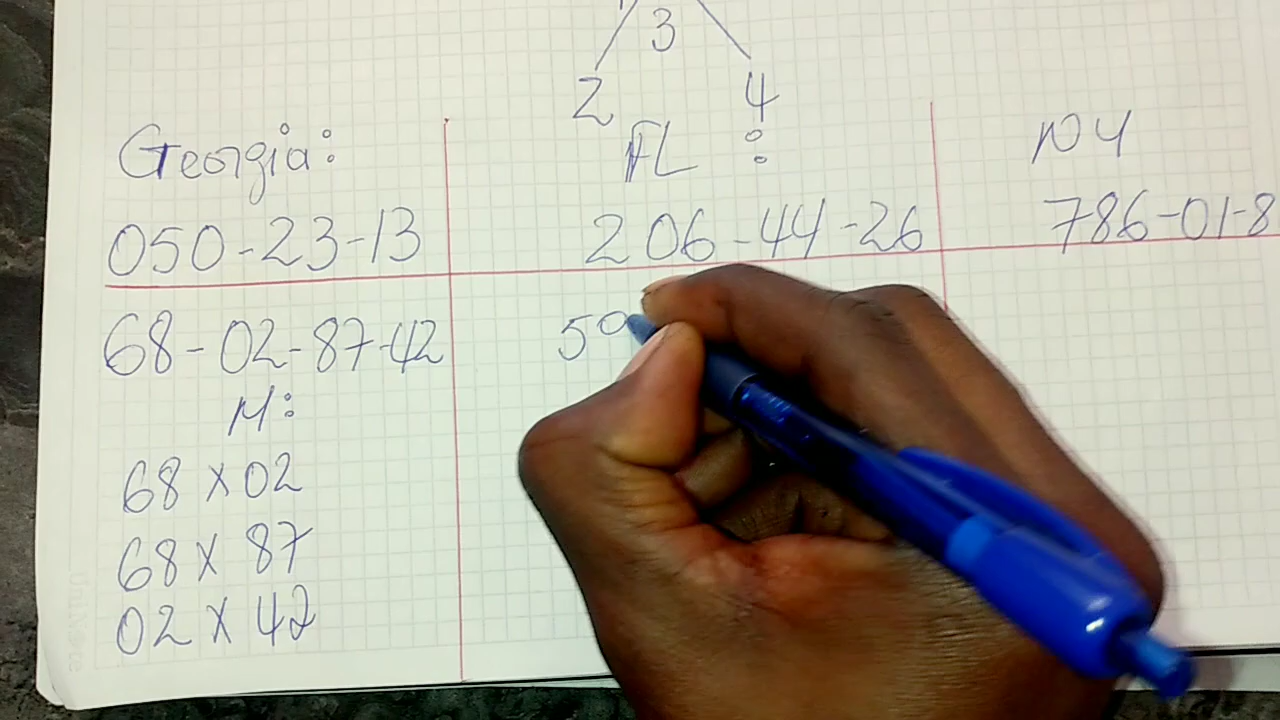 3
2 4
Georgia: FL : NY
050-23-13 206-44-26 786-01-8
68-02-87-42 50
M:
68 x 02
68 x 87
02 x 42